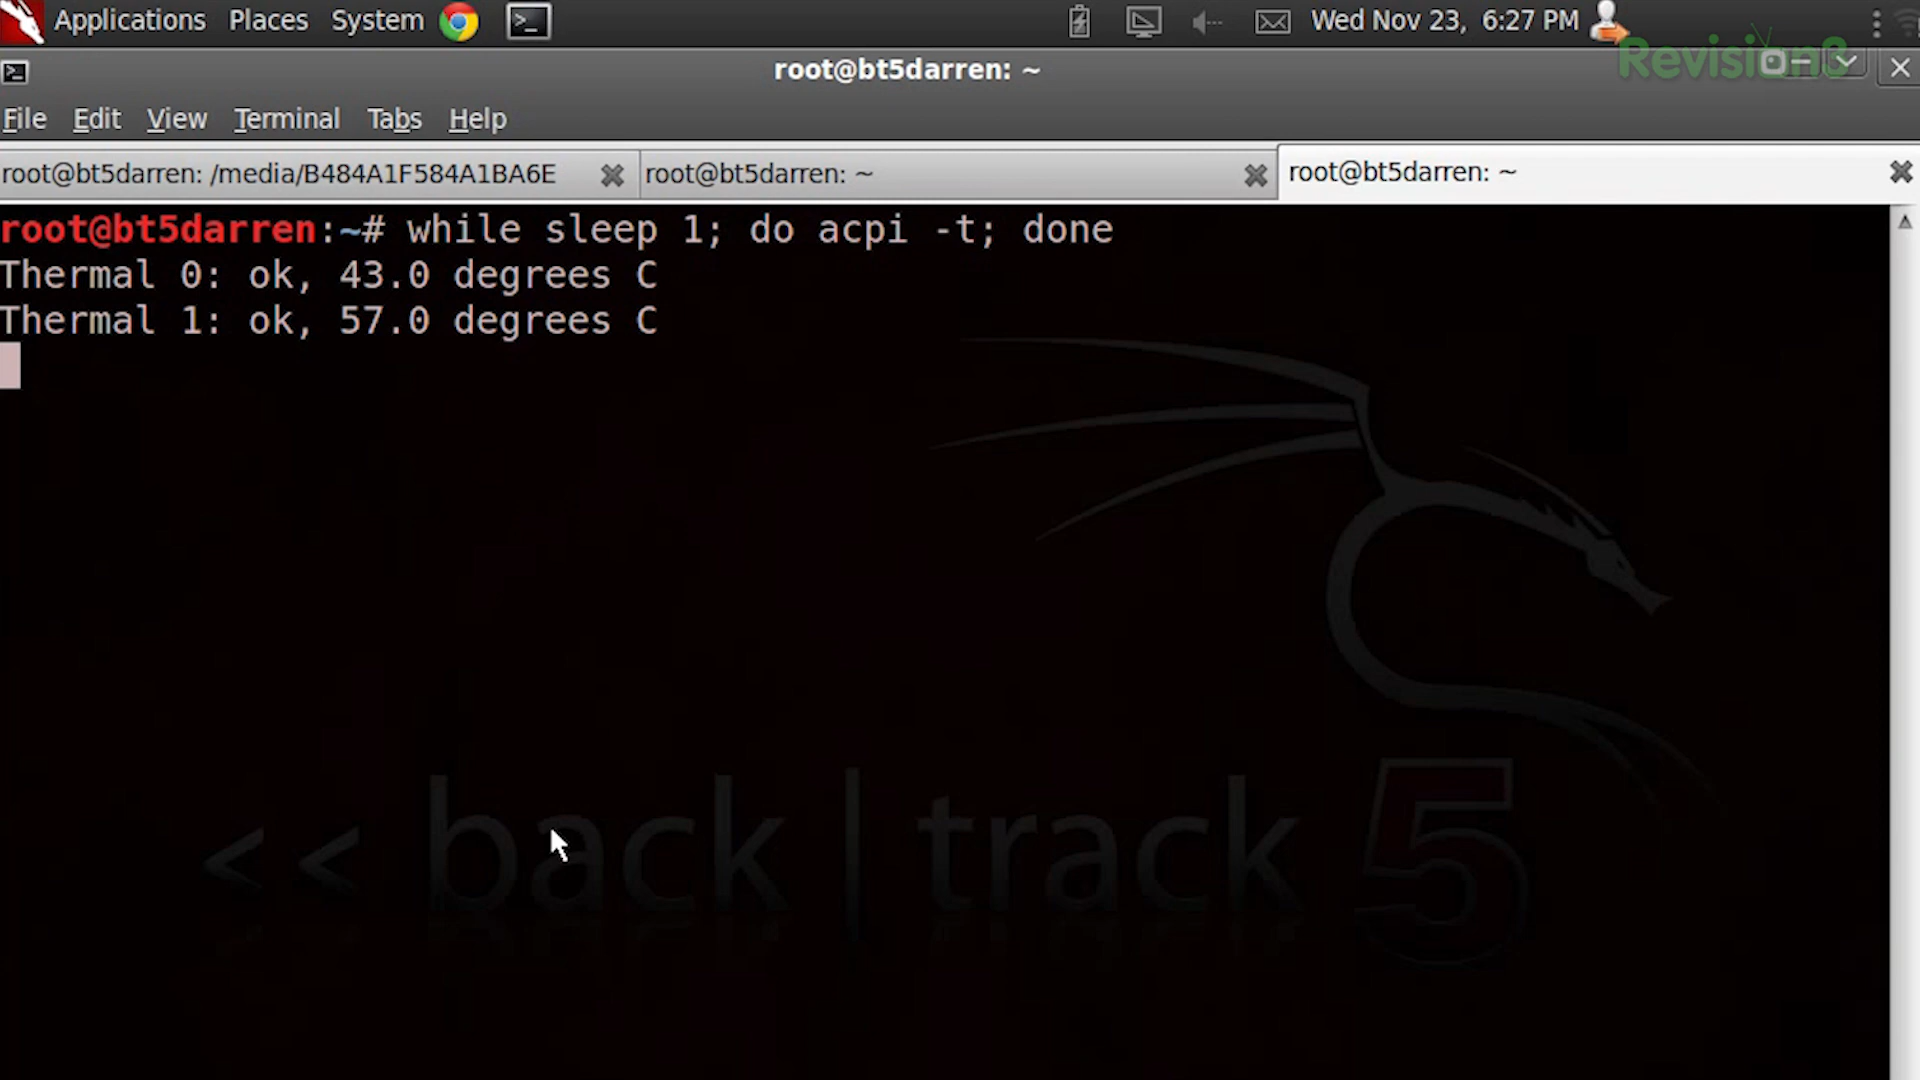 Applications Places System Wed Nov 23, 6:27 PM
Revision3
root@bt5darren: ~
File Edit View Terminal Tabs Help
root@bt5darren: /media/B484A1F584A1BA6E root@bt5darren: ~ root@bt5darren: ~
root@bt5darren:~# while sleep 1; do acpi -t; done
Thermal 0: ok, 43.0 degrees C
Thermal 1: ok, 57.0 degrees C
<< back | track 5